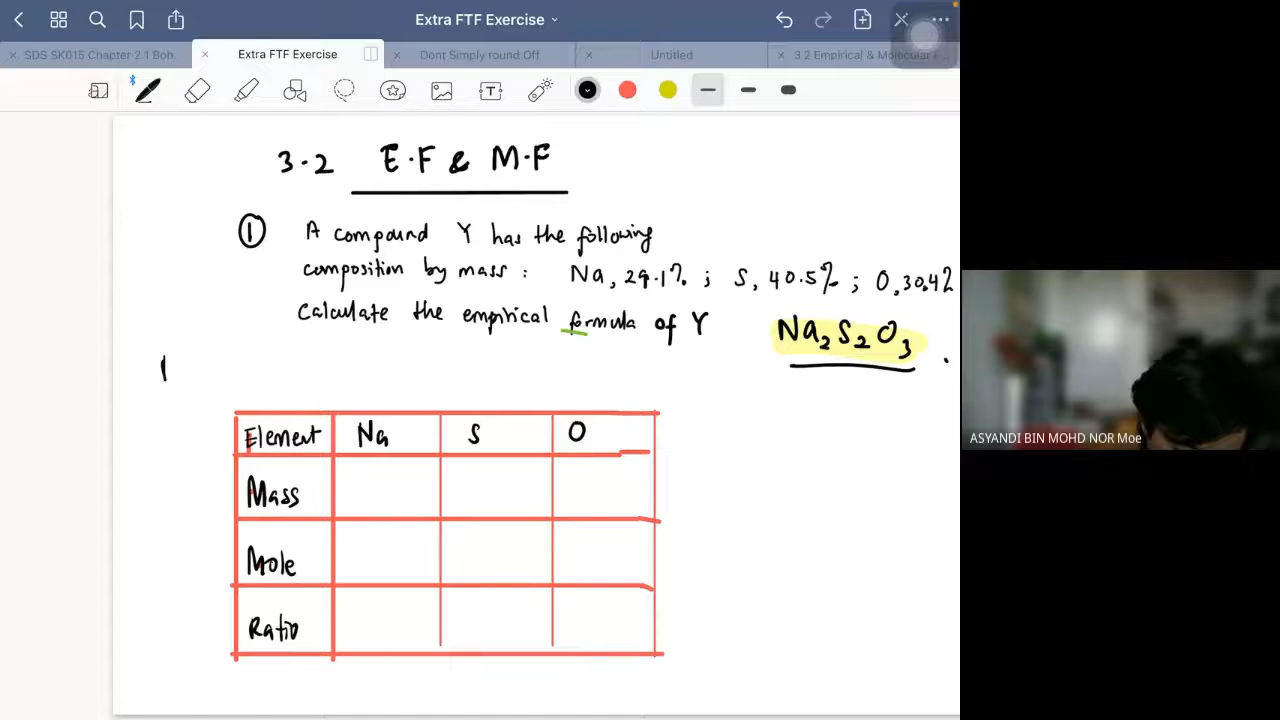 Extra FTF Exercise
SDS SK015 Chapter 2.1 Bob.
Extra FTF Exercise
Dont Simply round Off
Untitled
3.2 Empirical & Molecular F
3.2 E.F & M.F
① A compound Y has the following
composition by mass : Na, 29.1% ; S, 40.5% ; O, 30.4%
Calculate the empirical formula of Y Na₂S₂O₃
Element Na S O
Mass
Mole
Ratio
ASYANDI BIN MOHD NOR Moe